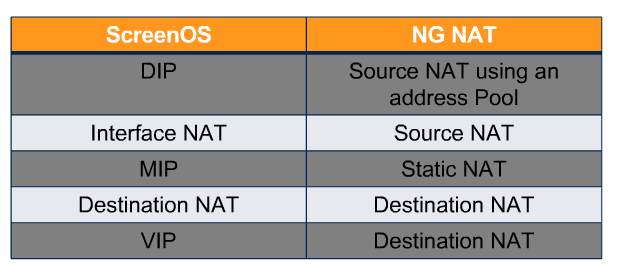 ScreenOS NG NAT
DIP Source NAT using an
address Pool
Interface NAT Source NAT
MIP Static NAT
Destination NAT Destination NAT
VIP Destination NAT